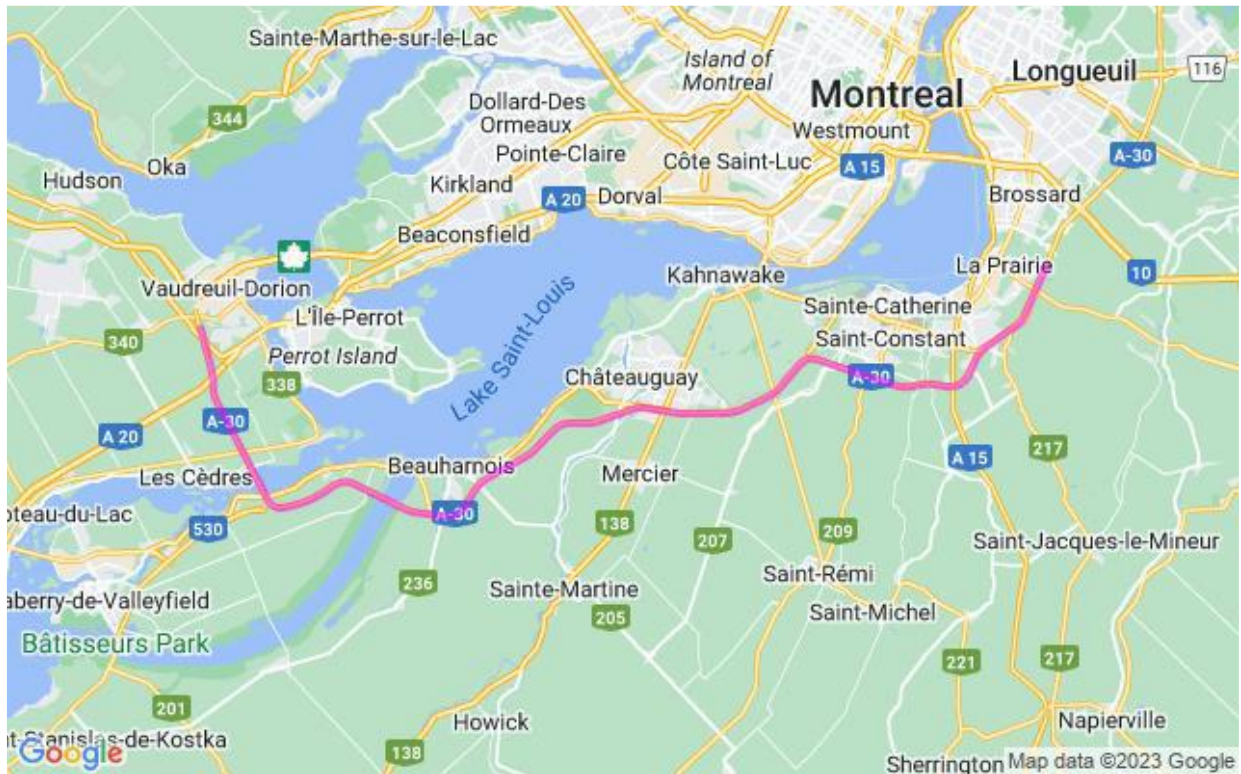 Sainte-Marthe-sur-le-Lac
Island of
Montreal
Longueuil
116
Montreal
344
Dollard-Des
Ormeaux
Westmount
Oka
Pointe-Claire
Côte Saint-Luc
A 15
A-30
Hudson
Kirkland
A 20
Dorval
Brossard
Beaconsfield
Vaudreuil-Dorion
Kahnawake
La Prairie
10
L'Île-Perrot
Sainte-Catherine
340
Perrot Island
Lake Saint-Louis
Saint-Constant
338
Châteauguay
A-30
A-30
A 20
Les Cèdres
Beauharnois
Mercier
A 15
217
oteau-du-Lac
530
A-30
138
207
209
Saint-Jacques-le-Mineur
aberry-de-Valleyfield
236
Sainte-Martine
Saint-Rémi
205
Saint-Michel
Bâtisseurs Park
221
217
201
Howick
Napierville
nt-Stanislas-de-Kostka
138
Sherrington
Google
Map data ©2023 Google